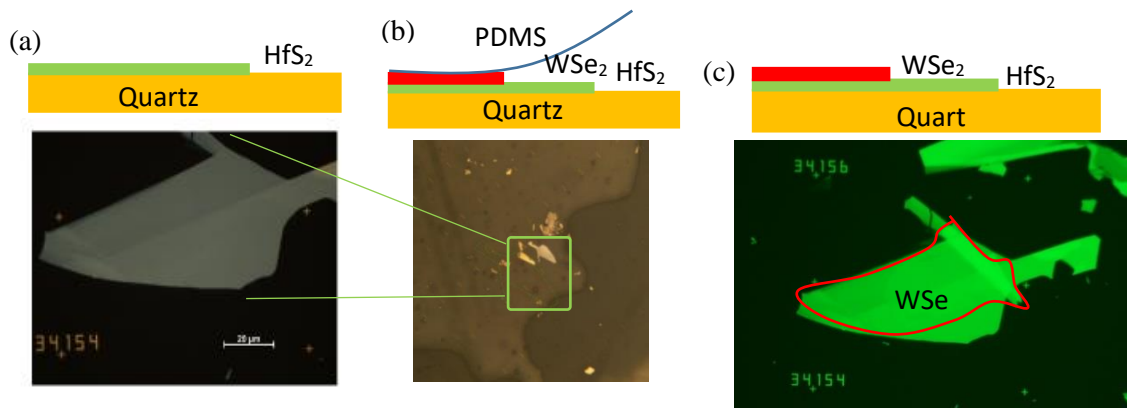 (a)
HfS₂
Quartz
34154
20 μm
(b)
PDMS
WSe₂
HfS₂
Quartz
(c)
WSe₂
HfS₂
Quart
34156
WSe
34154